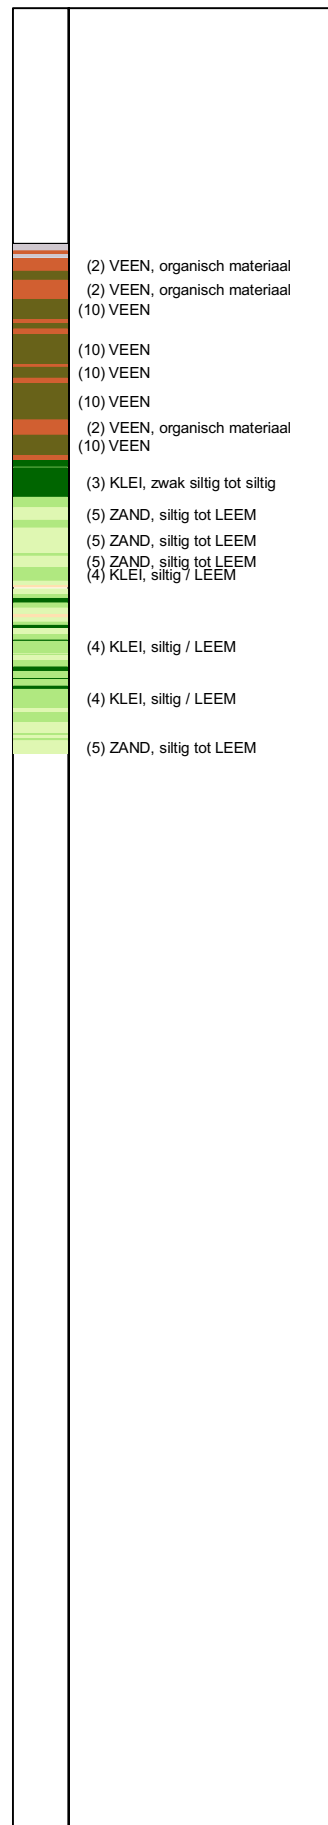 (2) VEEN, organisch materiaal
(2) VEEN, organisch materiaal
(10) VEEN
(10) VEEN
(10) VEEN
(10) VEEN
(2) VEEN, organisch materiaal
(10) VEEN
(3) KLEI, zwak siltig tot siltig
(5) ZAND, siltig tot LEEM
(5) ZAND, siltig tot LEEM
(5) ZAND, siltig tot LEEM
(4) KLEI, siltig / LEEM
(4) KLEI, siltig / LEEM
(4) KLEI, siltig / LEEM
(5) ZAND, siltig tot LEEM